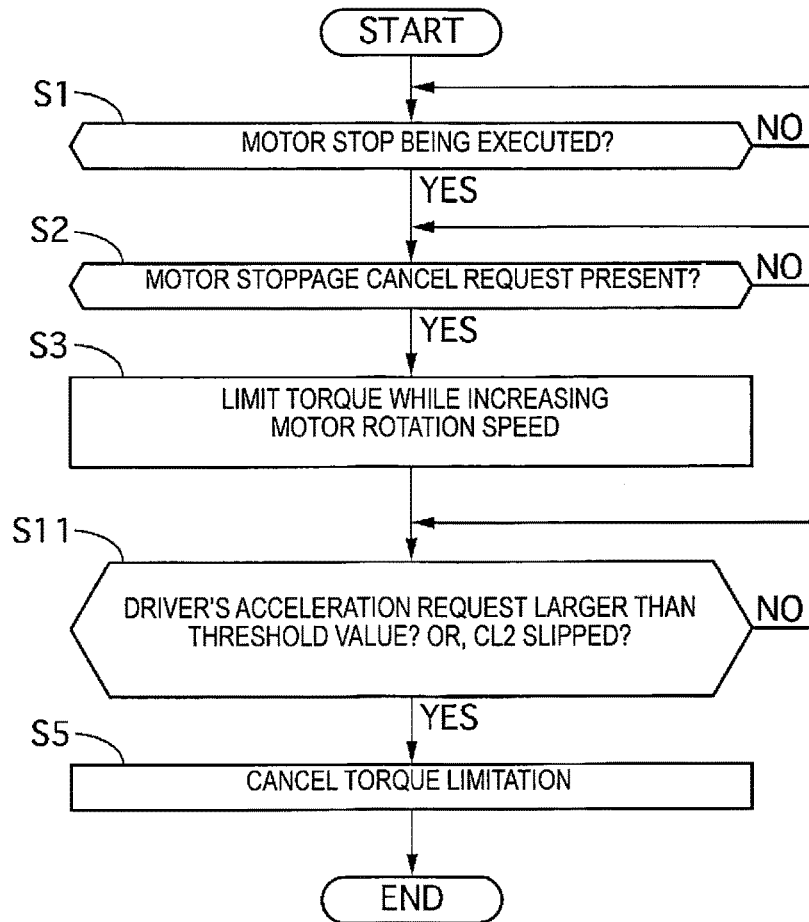 START
S1
MOTOR STOP BEING EXECUTED?
NO
YES
S2
MOTOR STOPPAGE CANCEL REQUEST PRESENT?
NO
YES
S3
LIMIT TORQUE WHILE INCREASING
MOTOR ROTATION SPEED
S11
DRIVER'S ACCELERATION REQUEST LARGER THAN
THRESHOLD VALUE? OR, CL2 SLIPPED?
NO
YES
S5
CANCEL TORQUE LIMITATION
END